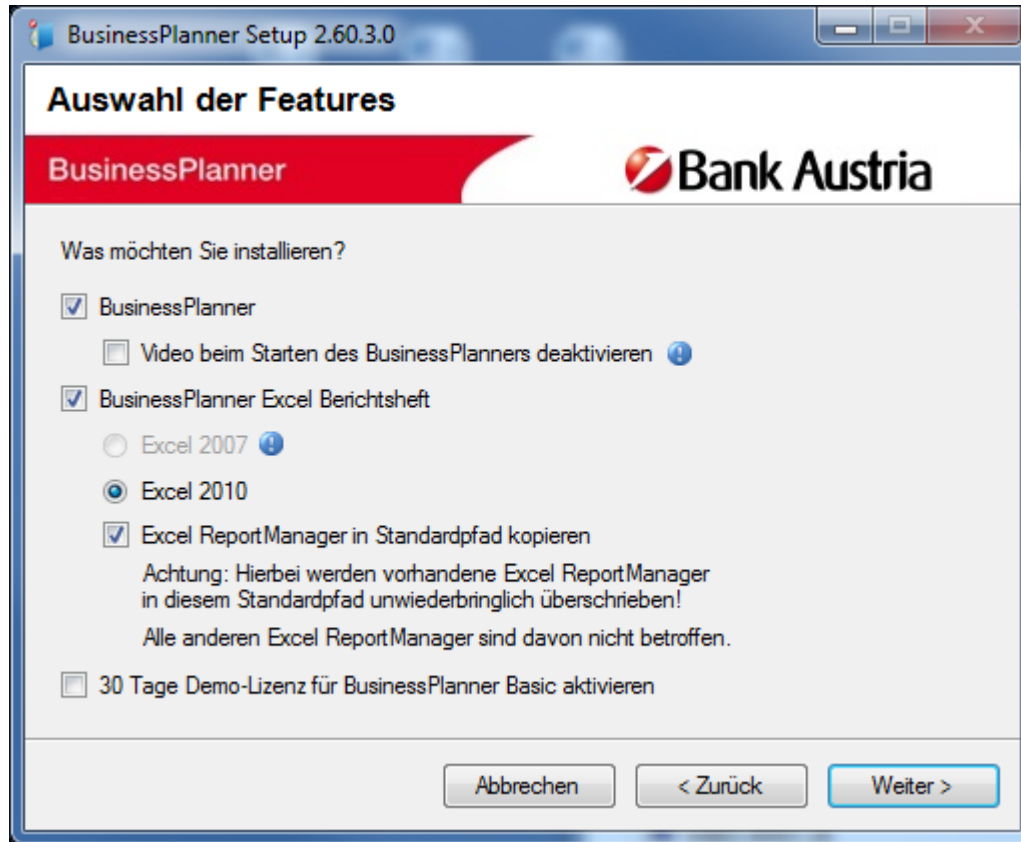 BusinessPlanner Setup 2.60.3.0
Auswahl der Features
BusinessPlanner
Bank Austria
Was möchten Sie installieren?
BusinessPlanner
Video beim Starten des BusinessPlanners deaktivieren
BusinessPlanner Excel Berichtsheft
Excel 2007
Excel 2010
Excel ReportManager in Standardpfad kopieren
Achtung: Hierbei werden vorhandene Excel ReportManager
in diesem Standardpfad unwiederbringlich überschrieben!
Alle anderen Excel ReportManager sind davon nicht betroffen.
30 Tage Demo-Lizenz für BusinessPlanner Basic aktivieren
Abbrechen < Zurück Weiter >